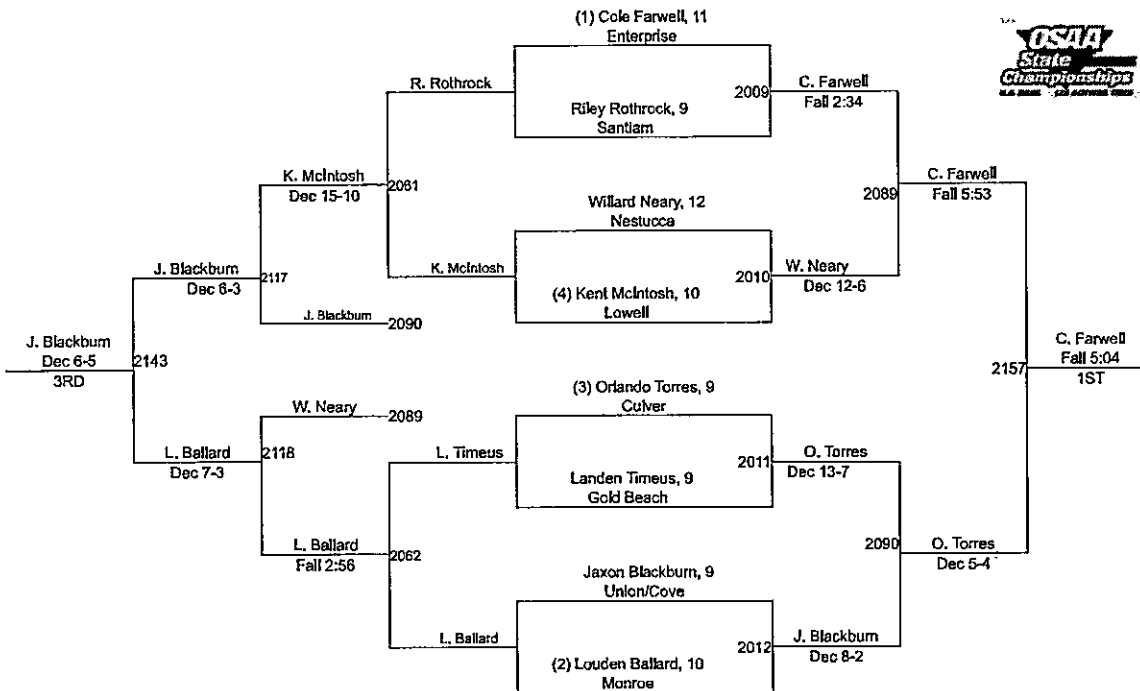 (1) Cole Farwell, 11
Enterprise
OSAA
State
Championships
R. Rothrock
2009
C. Farwell
Fall 2:34
Riley Rothrock, 9
Santiam
K. McIntosh
Dec 15-10
2061
C. Farwell
Fall 5:53
2089
Willard Neary, 12
Nestucca
J. Blackburn
Dec 6-3
2117
K. McIntosh
2010
W. Neary
Dec 12-6
(4) Kent McIntosh, 10
Lowell
J. Blackburn
2090
J. Blackburn
Dec 6-5
3RD
2143
2157
C. Farwell
Fall 5:04
1ST
(3) Orlando Torres, 9
Culver
W. Neary
2089
L. Ballard
Dec 7-3
2118
L. Timeus
2011
O. Torres
Dec 13-7
Landen Timeus, 9
Gold Beach
L. Ballard
Fall 2:56
2062
2090
O. Torres
Dec 5-4
Jaxon Blackburn, 9
Union/Cove
L. Ballard
2012
J. Blackburn
Dec 8-2
(2) Louden Ballard, 10
Monroe